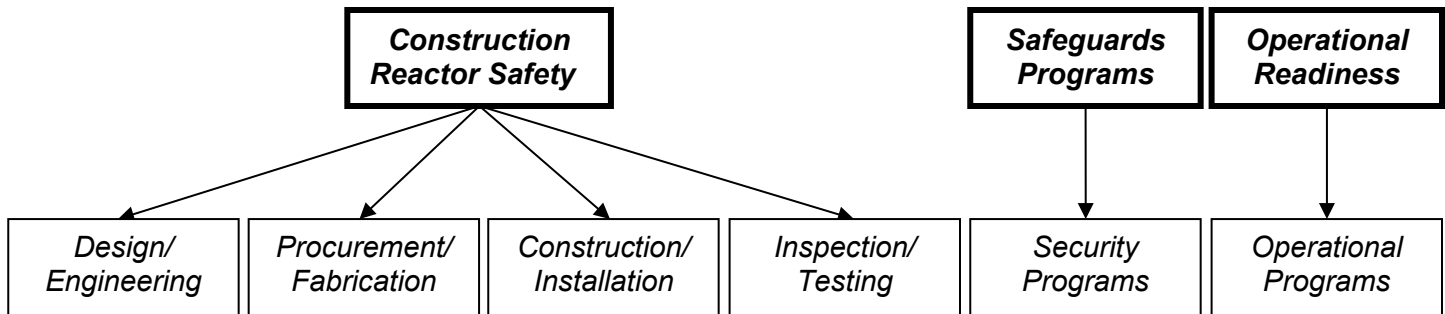 Construction
Reactor Safety
Safeguards
Programs
Operational
Readiness
Design/
Engineering
Procurement/
Fabrication
Construction/
Installation
Inspection/
Testing
Security
Programs
Operational
Programs